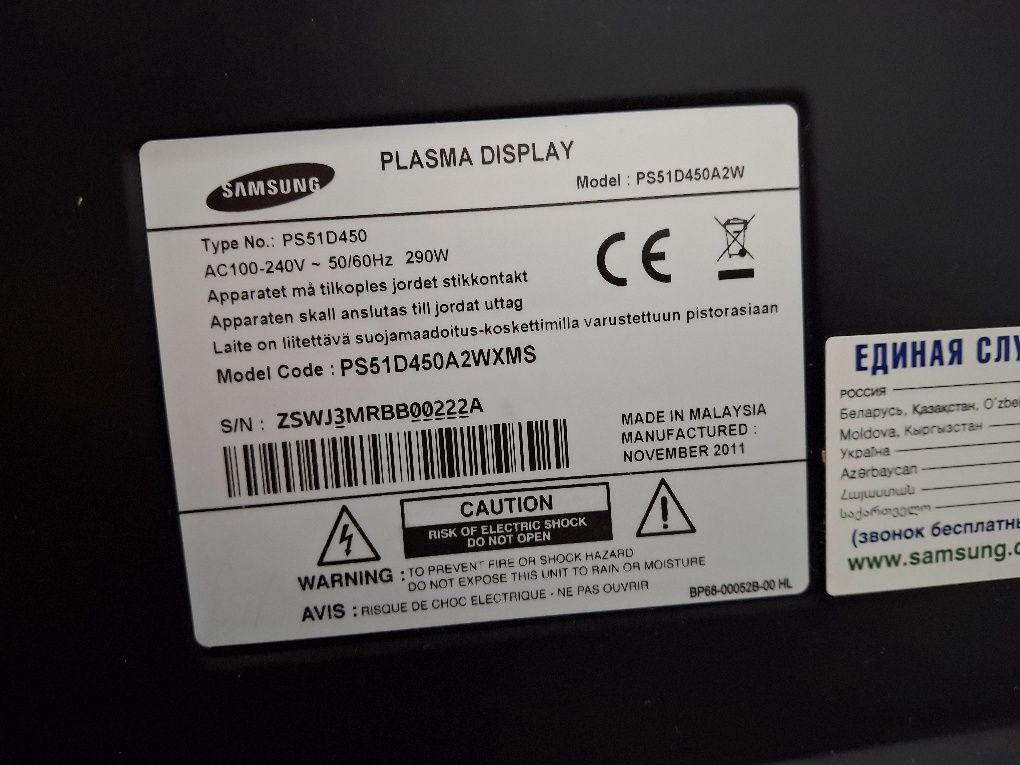 SAMSUNG
PLASMA DISPLAY
Model : PS51D450A2W
Type No.: PS51D450
AC100-240V ~ 50/60Hz 290W
Apparatet må tilkoples jordet stikkontakt
Apparaten skall anslutas till jordat uttag
Laite on liitettävä suojamaadoitus-koskettimilla varustettuun pistorasiaan
Model Code : PS51D450A2WXMS
S/N : ZSWJ3MRBB00222A
MADE IN MALAYSIA
MANUFACTURED :
NOVEMBER 2011
CE
CAUTION
RISK OF ELECTRIC SHOCK
DO NOT OPEN
WARNING : TO PREVENT FIRE OR SHOCK HAZARD
DO NOT EXPOSE THIS UNIT TO RAIN OR MOISTURE
AVIS : RISQUE DE CHOC ELECTRIQUE - NE PAS OUVRIR
BP68-00052B-00 HL
ЕДИНАЯ
РОССИЯ
Беларусь, Қазақстан,
Moldova, Кыргызстан
Україна
Azərbaycan
Հայաստան
საქართველო
(звонок
www.samsung.